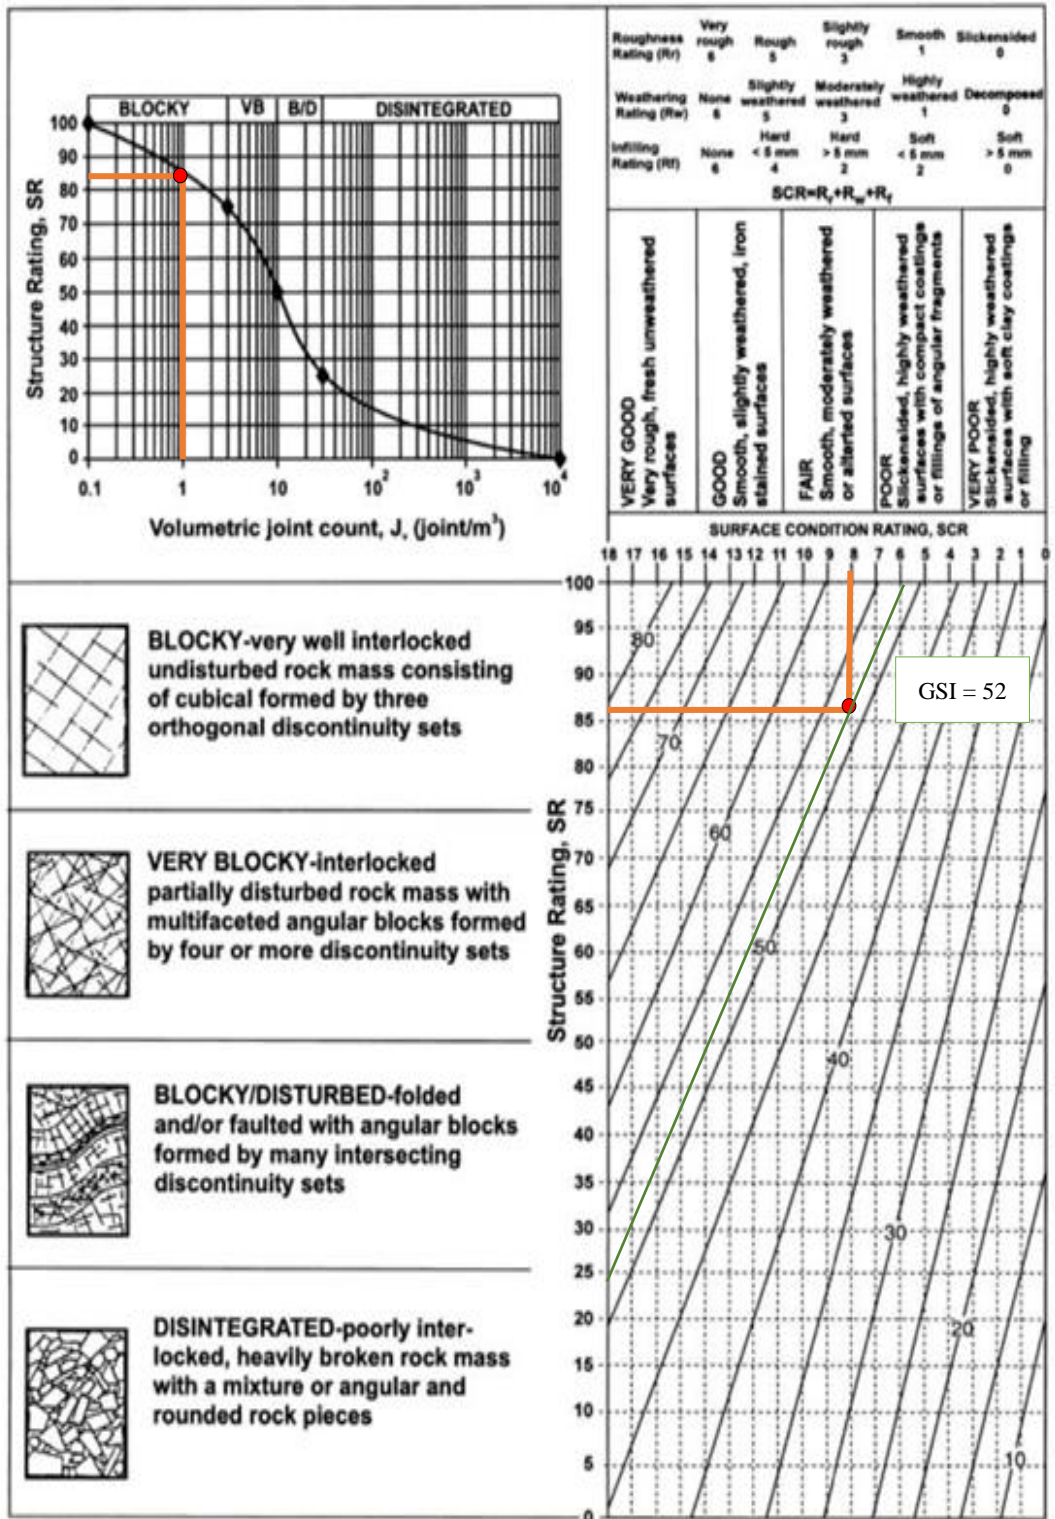 BLOCKY VB B/D DISINTEGRATED
100
90
80
70
60
50
40
30
20
10
0
Structure Rating, SR
0.1 1 10 10² 10³ 10⁴
Volumetric joint count, Jᵥ (joint/m³)
Roughness Rating (Rr)
Very rough 6
Rough 5
Slightly rough 3
Smooth 1
Slickensided 0
Weathering Rating (Rw)
None 6
Slightly weathered 5
Moderately weathered 3
Highly weathered 1
Decomposed 0
Infilling Rating (Rf)
None 6
Hard < 5 mm 4
Hard > 5 mm 2
Soft < 5 mm 2
Soft > 5 mm 0
SCR=Rr+Rw+Rf
VERY GOOD
Very rough, fresh unweathered
surfaces
GOOD
Smooth, slightly weathered, iron
stained surfaces
FAIR
Smooth, moderately weathered
or alterted surfaces
POOR
Slickensided, highly weathered
surfaces with compact coatings
or fillings of angular fragments
VERY POOR
Slickensided, highly weathered
surfaces with soft clay coatings
or filling
SURFACE CONDITION RATING, SCR
18 17 16 15 14 13 12 11 10 9 8 7 6 5 4 3 2 1 0
BLOCKY-very well interlocked
undisturbed rock mass consisting
of cubical formed by three
orthogonal discontinuity sets
VERY BLOCKY-interlocked
partially disturbed rock mass with
multifaceted angular blocks formed
by four or more discontinuity sets
BLOCKY/DISTURBED-folded
and/or faulted with angular blocks
formed by many intersecting
discontinuity sets
DISINTEGRATED-poorly inter-
locked, heavily broken rock mass
with a mixture or angular and
rounded rock pieces
Structure Rating, SR
100
95
90
85
80
75
70
65
60
55
50
45
40
35
30
25
20
15
10
5
0
80
70
60
50
40
30
20
10
GSI = 52